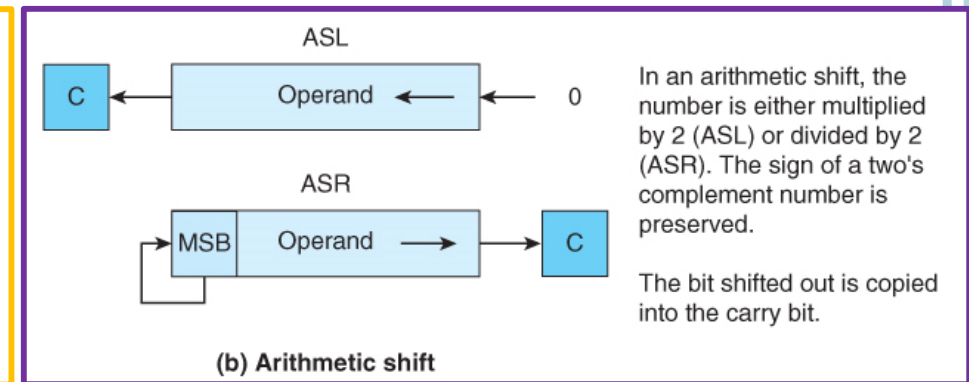 ASL
C
Operand
0
ASR
MSB
Operand
C
In an arithmetic shift, the
number is either multiplied
by 2 (ASL) or divided by 2
(ASR). The sign of a two's
complement number is
preserved.
The bit shifted out is copied
into the carry bit.
(b) Arithmetic shift